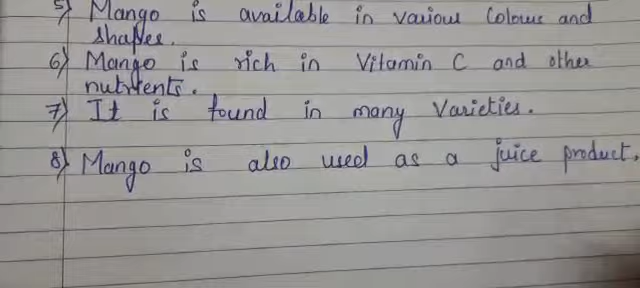 5) Mango is available in various Colours and
shapes.
6) Mango is rich in Vitamin C and other
nutrients.
7) It is found in many Varieties.
8) Mango is also used as a juice product.